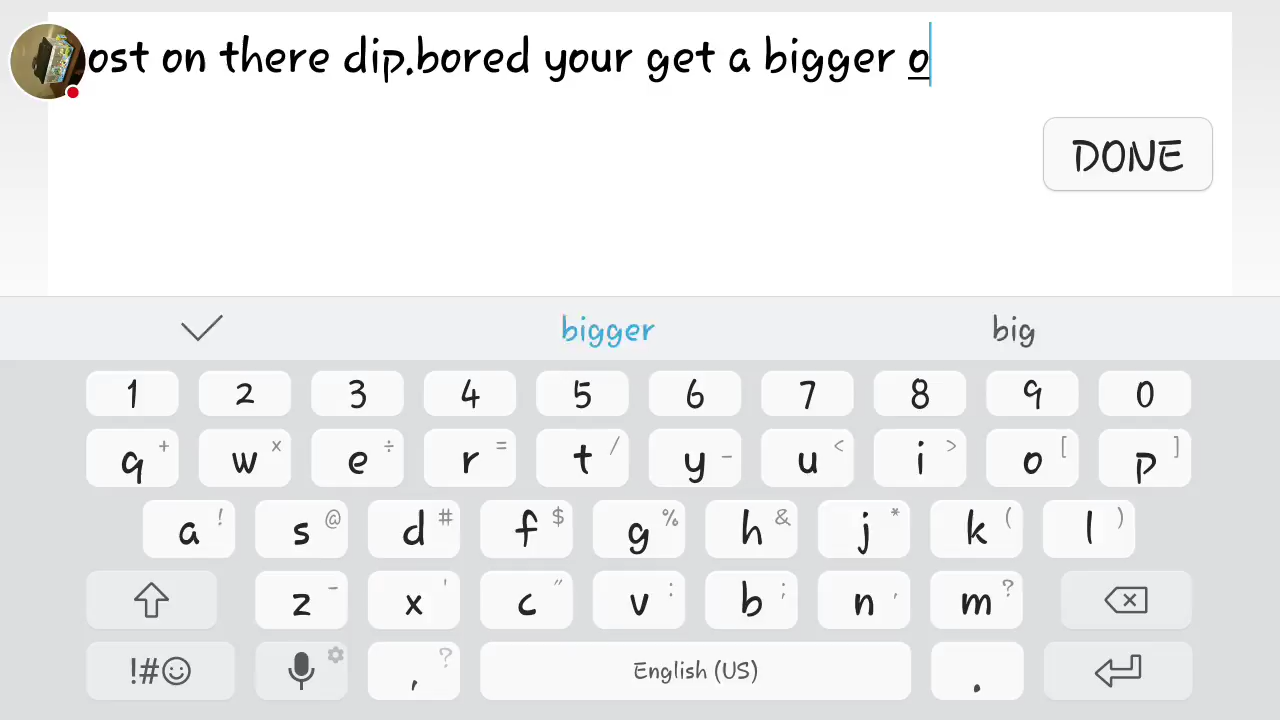 ost on there dip.bored your get a bigger o
DONE
bigger big
1 2 3 4 5 6 7 8 9 0
q + w × e ÷ r = t / y - u < i > o [ p ]
a ! s @ d # f $ g % h & j * k ( l )
z - x ' c " v : b ; n , m ?
!#☺ , ? English (US) .